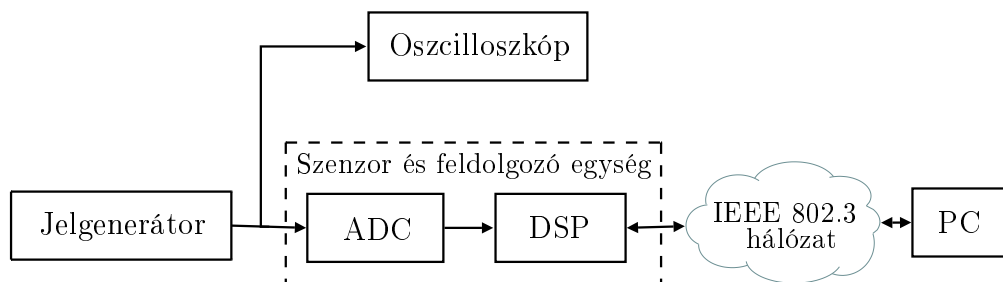 Oszcilloszkóp
Szenzor és feldolgozó egység
Jelgenerátor
ADC
DSP
IEEE 802.3
hálózat
PC